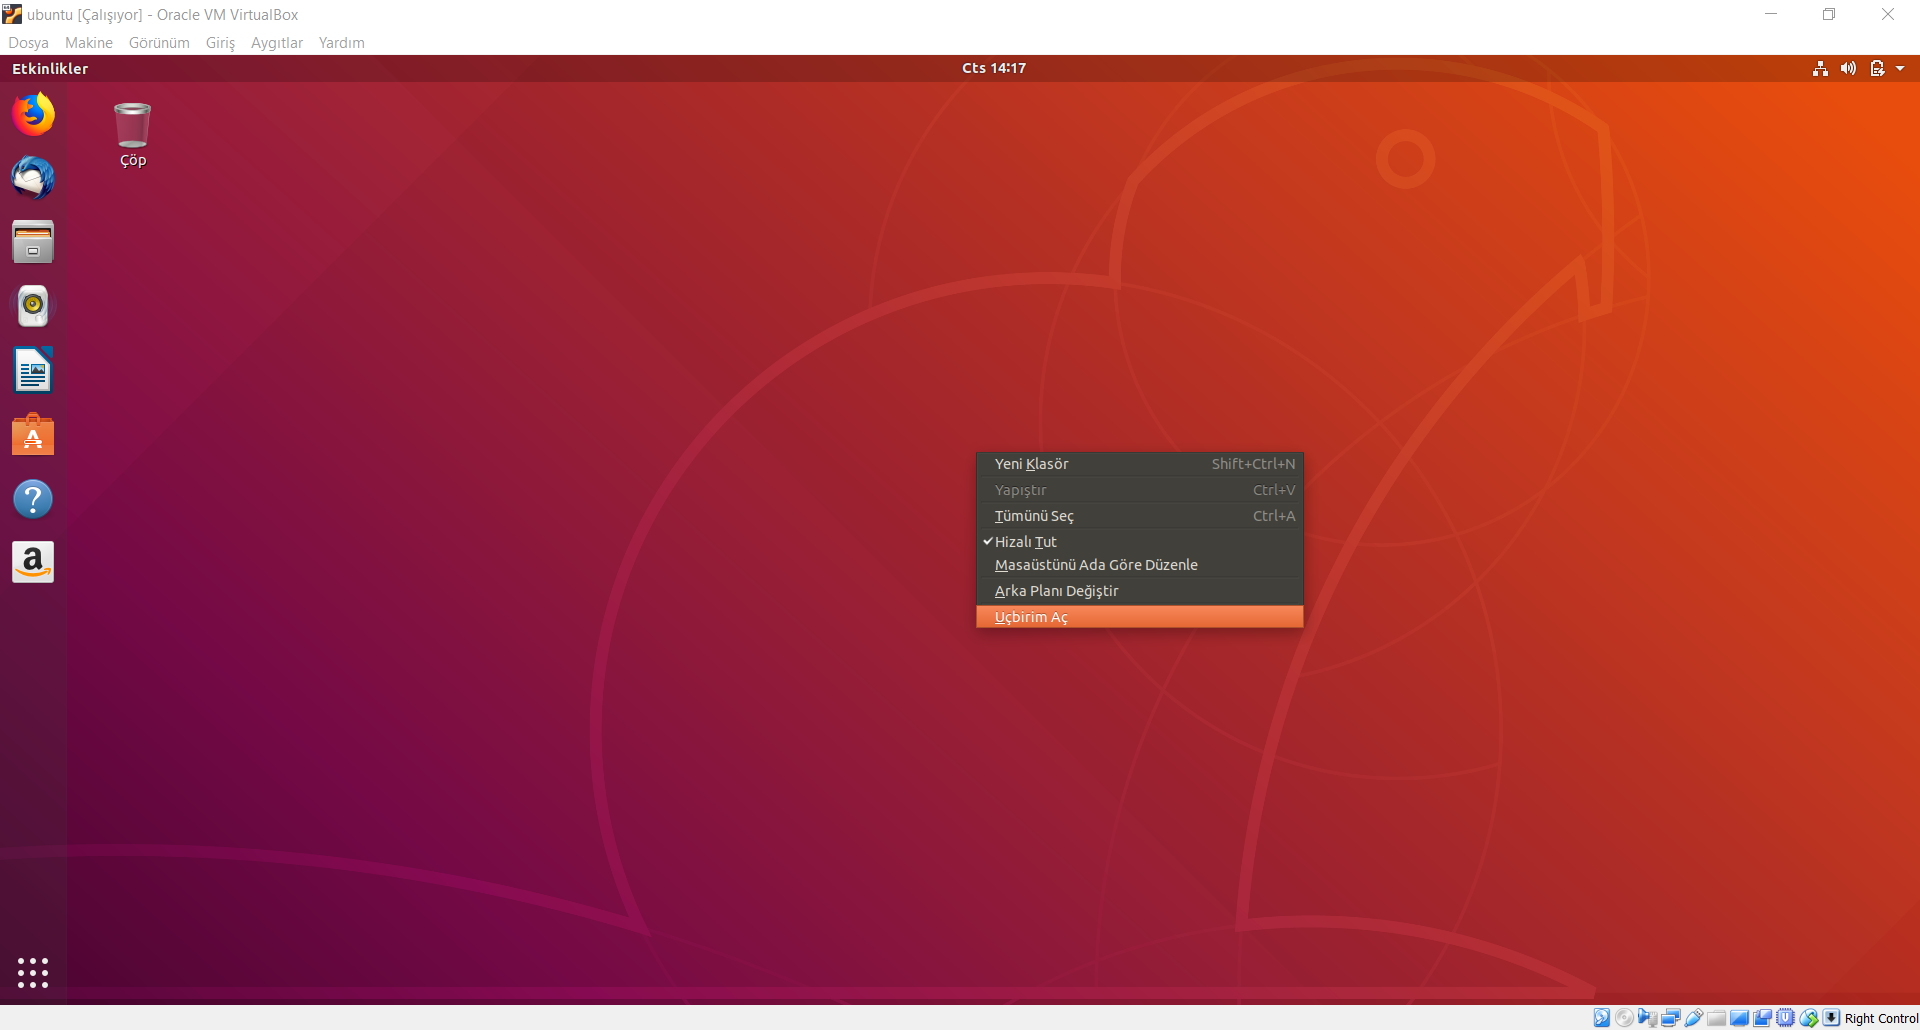 ubuntu [Çalışıyor] - Oracle VM VirtualBox
Dosya Makine Görünüm Giriş Aygıtlar Yardım
Etkinlikler Cts 14:17
Çöp
Yeni Klasör Shift+Ctrl+N
Yapıştır Ctrl+V
Tümünü Seç Ctrl+A
Hizalı Tut
Masaüstünü Ada Göre Düzenle
Arka Planı Değiştir
Uçbirim Aç
Right Control